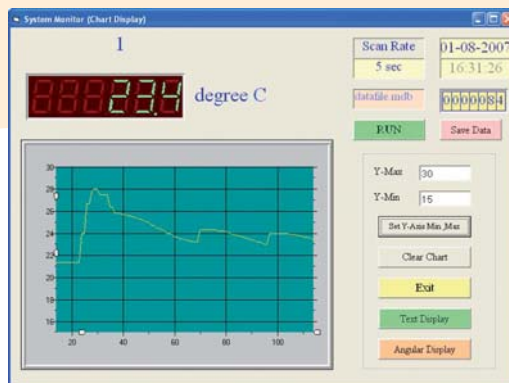 System Monitor (Chart Display)
1
23.4
degree C
Scan Rate
5 sec
01-08-2007
16:31:26
datafile.mdb
0000084
RUN
Save Data
30
28
26
24
22
20
18
16
20
40
60
80
100
Y-Max
30
Y-Min
15
Set Y-Axis Min ,Max
Clear Chart
Exit
Text Display
Angular Display